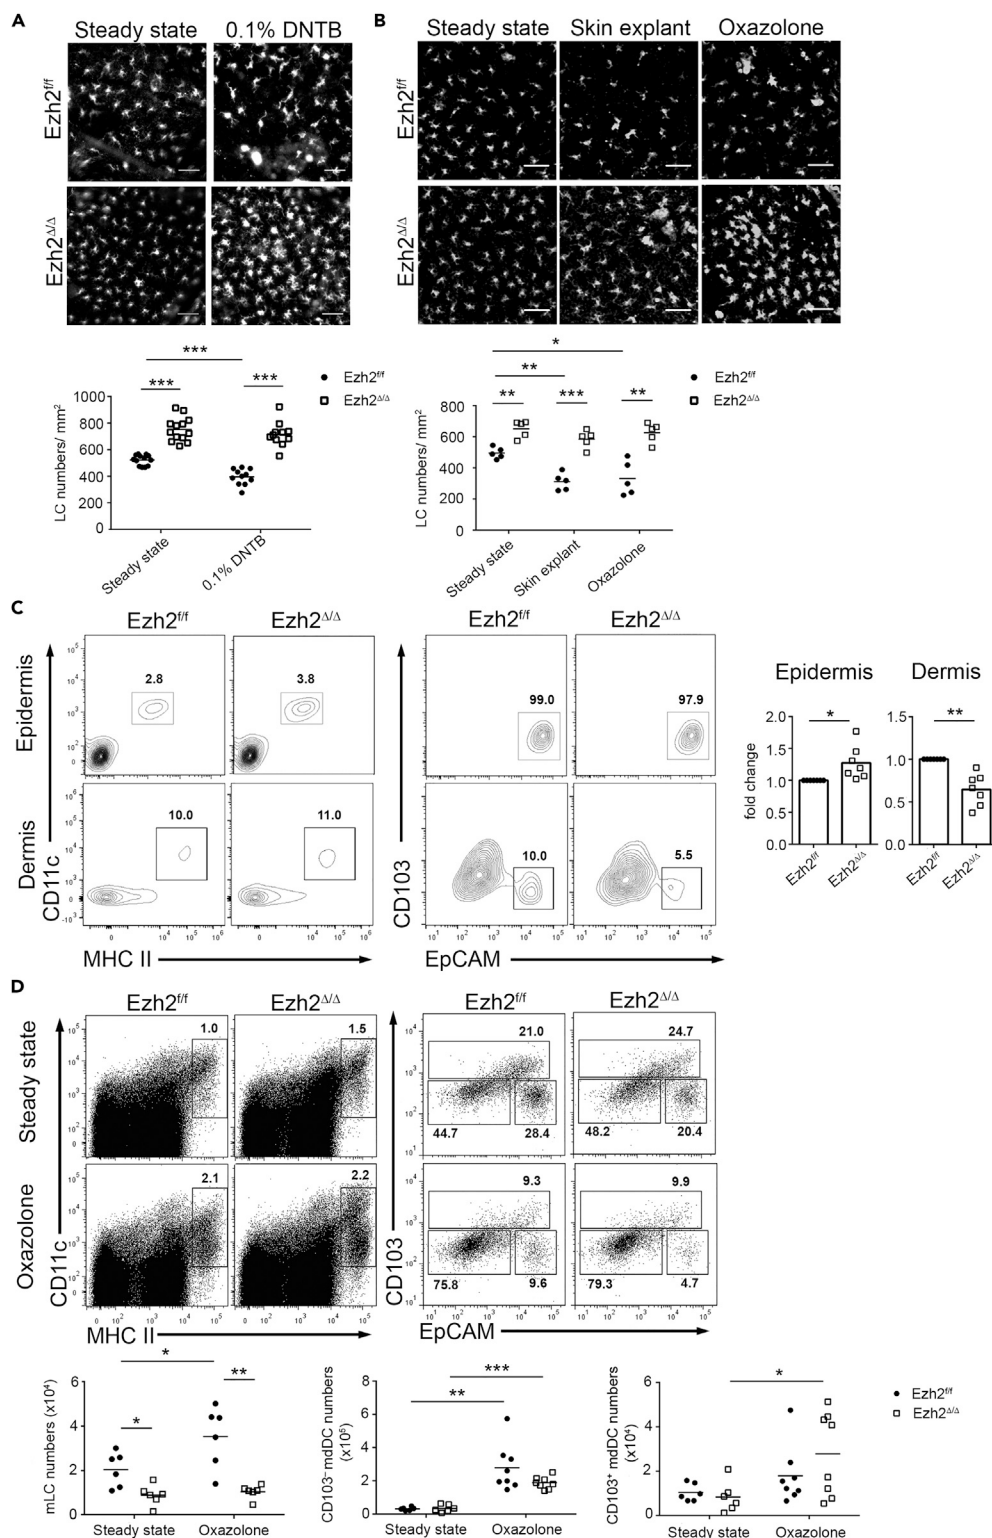 A
Steady state 0.1% DNTB
Ezh2f/f
Ezh2Δ/Δ
***
*** ***
Ezh2f/f
Ezh2Δ/Δ
LC numbers/ mm2
1000
800
600
400
200
0
Steady state 0.1% DNTB
B
Steady state Skin explant Oxazolone
Ezh2f/f
Ezh2Δ/Δ
*
**
** *** **
Ezh2f/f
Ezh2Δ/Δ
LC numbers/ mm2
800
600
400
200
0
Steady state Skin explant Oxazolone
C
Ezh2f/f Ezh2Δ/Δ Ezh2f/f Ezh2Δ/Δ
Epidermis
2.8 3.8 99.0 97.9
Dermis
10.0 11.0 10.0 5.5
CD11c
MHC II
CD103
EpCAM
Epidermis Dermis
* **
fold change
2.0
1.5
1.0
0.5
0.0
Ezh2f/f Ezh2Δ/Δ
1.5
1.0
0.5
0.0
Ezh2f/f Ezh2Δ/Δ
D
Ezh2f/f Ezh2Δ/Δ Ezh2f/f Ezh2Δ/Δ
Steady state
1.0 1.5 21.0 24.7
44.7 28.4 48.2 20.4
Oxazolone
2.1 2.2 9.3 9.9
75.8 9.6 79.3 4.7
CD11c
MHC II
CD103
EpCAM
mLC numbers (x104)
6
4
2
0
*
* **
Steady state Oxazolone
CD103− mdDC numbers
(x105)
6
4
2
0
***
**
Steady state Oxazolone
CD103+ mdDC numbers
(x104)
6
4
2
0
*
Steady state Oxazolone
Ezh2f/f
Ezh2Δ/Δ